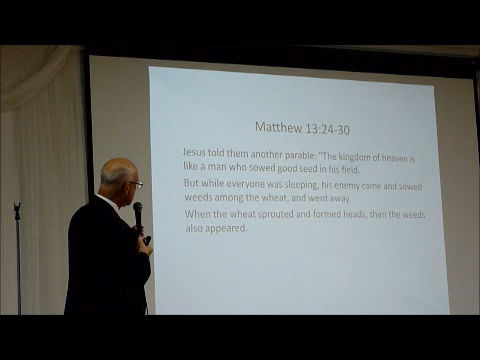 Matthew 13:24-30
Jesus told them another parable: "The kingdom of heaven is
like a man who sowed good seed in his field.
But while everyone was sleeping, his enemy came and sowed
weeds among the wheat, and went away.
When the wheat sprouted and formed heads, then the weeds
also appeared.